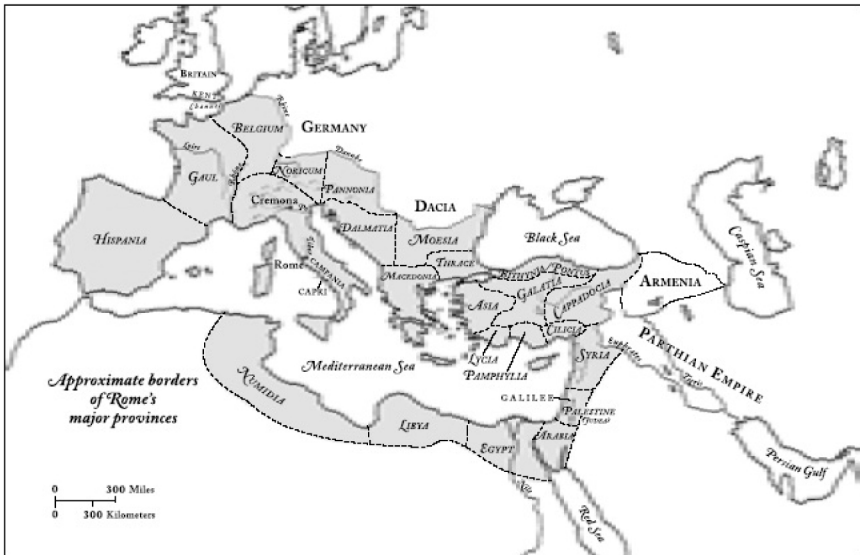 BRITAIN
KENT
Channel
Rhine
BELGIUM
GERMANY
Loire
Danube
GAUL
Rhône
NORICUM
PANNONIA
Cremona
Po
DACIA
HISPANIA
DALMATIA
MOESIA
Black Sea
Caspian Sea
Tiber
Rome
CAMPANIA
THRACE
MACEDONIA
BITHYNIA/PONTUS
ARMENIA
CAPRI
GALATIA
CAPPADOCIA
ASIA
CILICIA
Mediterranean Sea
LYCIA
PAMPHYLLIA
SYRIA
Euphrates
PARTHIAN EMPIRE
Approximate borders
of Rome's
major provinces
NUMIDIA
GALILEE
PALESTINE
(JUDEA)
LIBYA
EGYPT
ARABIA
Persian Gulf
Nile
Red Sea
0 300 Miles
0 300 Kilometers